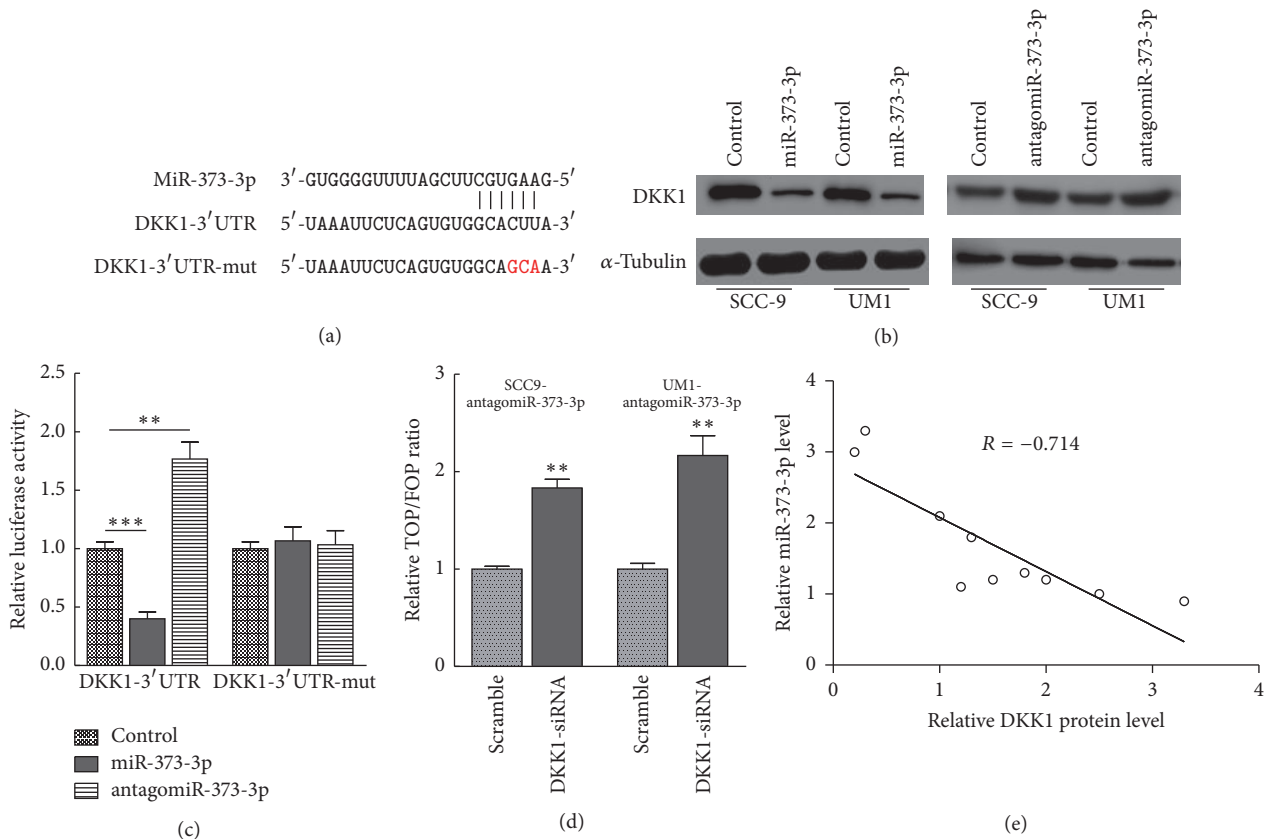 MiR-373-3p 3′-GUGGGGUUUUAGCUUCGUGAAG-5′
DKK1-3′UTR 5′-UAAAUUCUCAGUGUGGCACUUA-3′
DKK1-3′UTR-mut 5′-UAAAUUCUCAGUGUGGCAGCAA-3′
(a)
Control
miR-373-3p
Control
miR-373-3p
Control
antagomiR-373-3p
Control
antagomiR-373-3p
DKK1
α-Tubulin
SCC-9 UM1 SCC-9 UM1
(b)
Relative luciferase activity
2.5
2.0
1.5
1.0
0.5
0.0
**
***
DKK1-3′UTR DKK1-3′UTR-mut
Control
miR-373-3p
antagomiR-373-3p
(c)
Relative TOP/FOP ratio
3
2
1
0
SCC9-
antagomiR-373-3p
UM1-
antagomiR-373-3p
**
**
Scramble
DKK1-siRNA
Scramble
DKK1-siRNA
(d)
Relative miR-373-3p level
4
3
2
1
0
R = −0.714
1 2 3 4
Relative DKK1 protein level
(e)